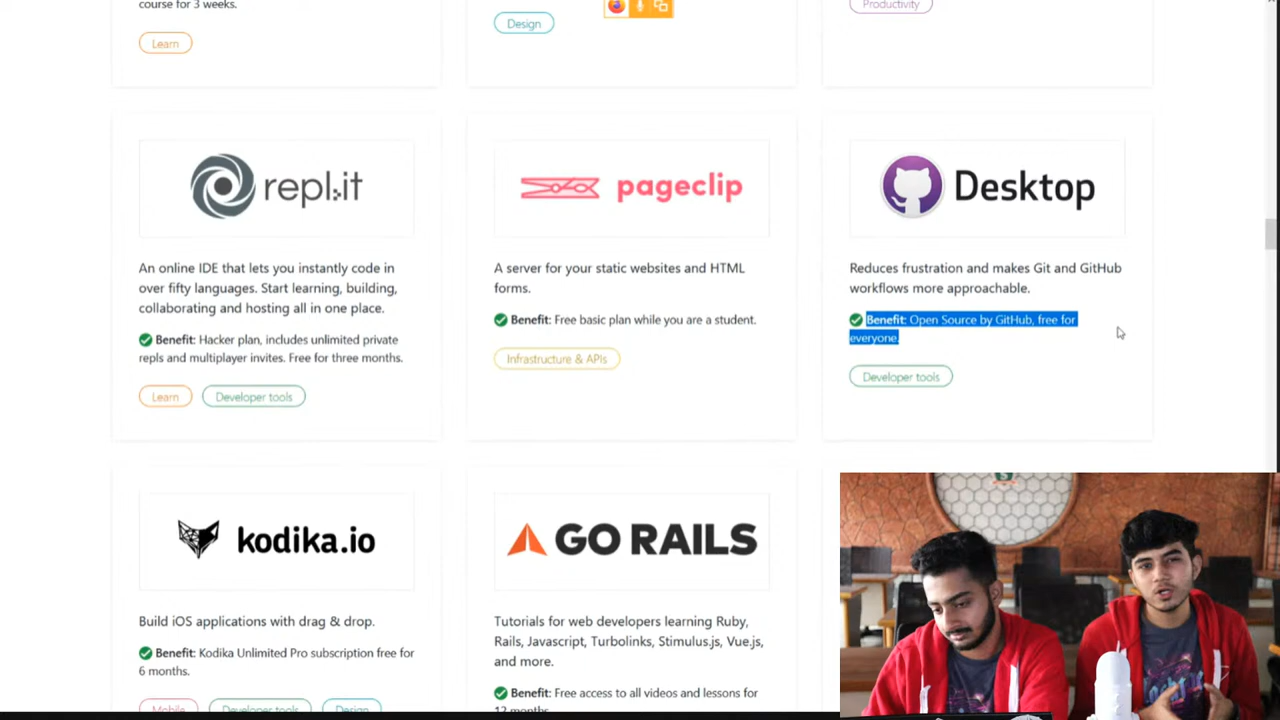 course for 3 weeks.
Learn
Design
Productivity
repl.it
An online IDE that lets you instantly code in
over fifty languages. Start learning, building,
collaborating and hosting all in one place.
Benefit: Hacker plan, includes unlimited private
repls and multiplayer invites. Free for three months.
Learn
Developer tools
pageclip
A server for your static websites and HTML
forms.
Benefit: Free basic plan while you are a student.
Infrastructure & APIs
Desktop
Reduces frustration and makes Git and GitHub
workflows more approachable.
Benefit: Open Source by GitHub, free for
everyone.
Developer tools
kodika.io
Build iOS applications with drag & drop.
Benefit: Kodika Unlimited Pro subscription free for
6 months.
Mobile
Developer tools
Design
GO RAILS
Tutorials for web developers learning Ruby,
Rails, Javascript, Turbolinks, Stimulus.js, Vue.js,
and more.
Benefit: Free access to all videos and lessons for
12 months.